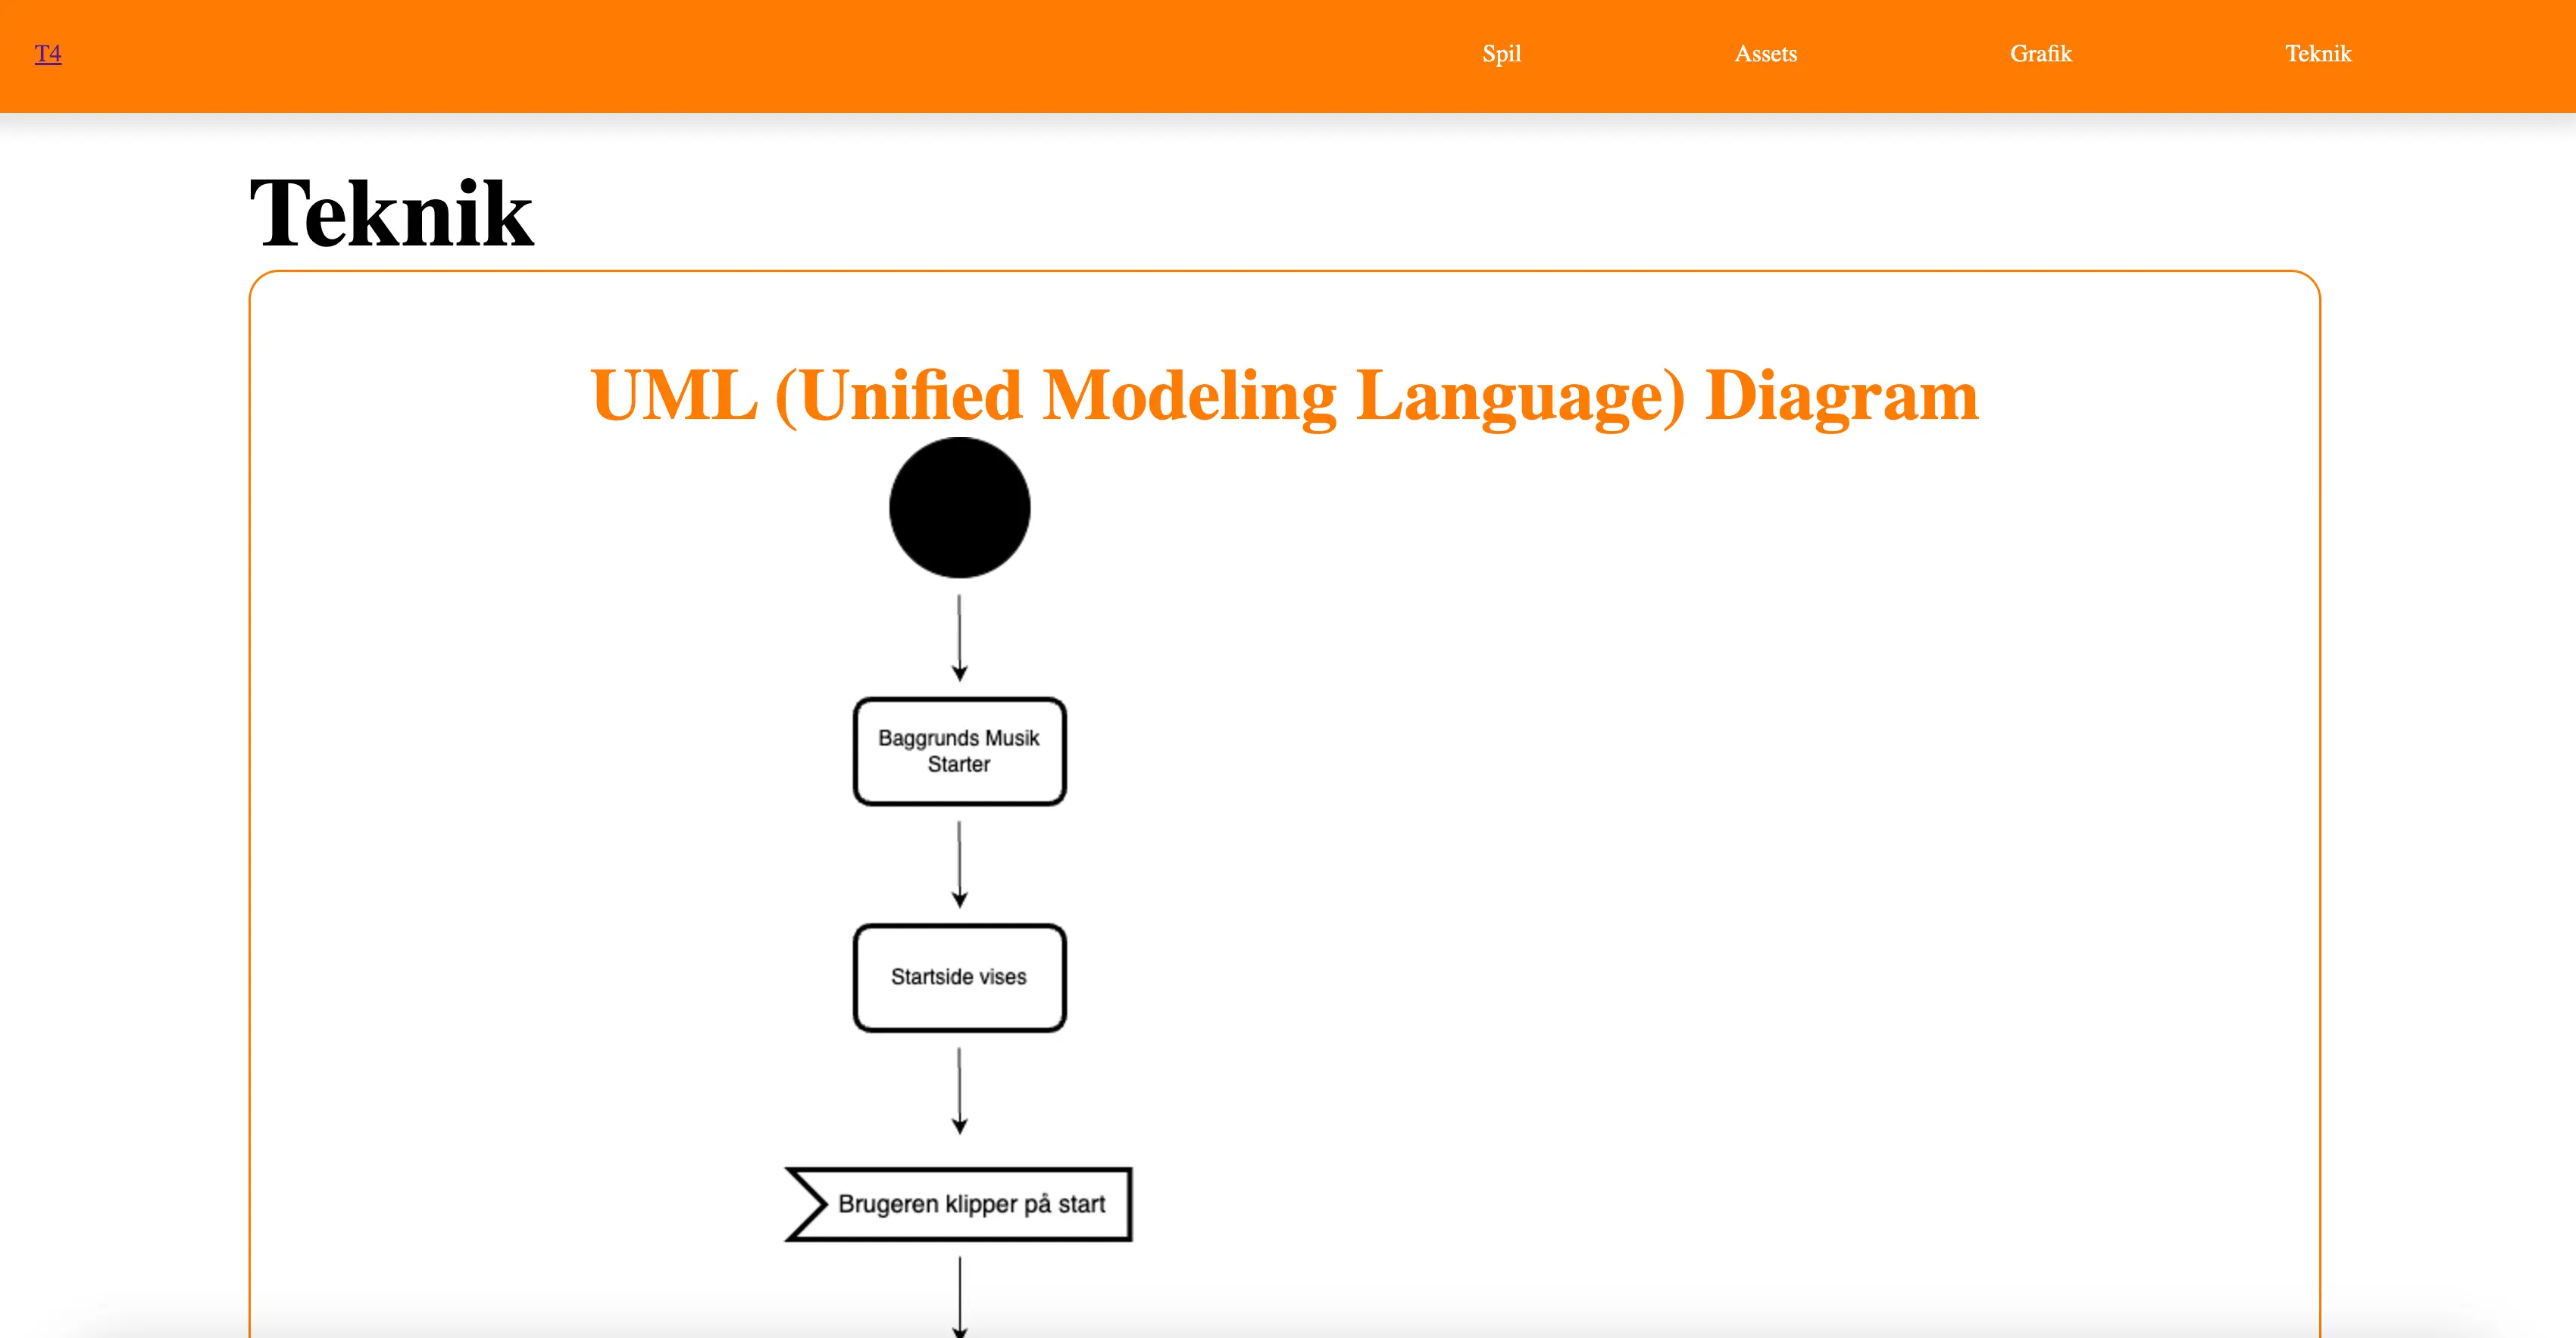 T4
Spil
Assets
Grafik
Teknik
Teknik
UML (Unified Modeling Language) Diagram
Baggrunds Musik
Starter
Startside vises
Brugeren klipper på start